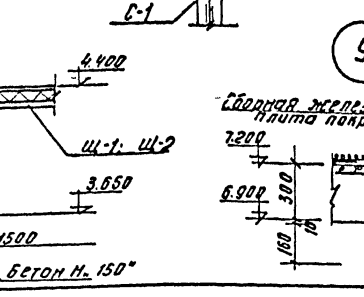 С-1
4.400
Сборная желез
плита покр
Щ-1; Щ-2
7.200
300
3.650
6.900
10
160
1500
Бетон М. 150"